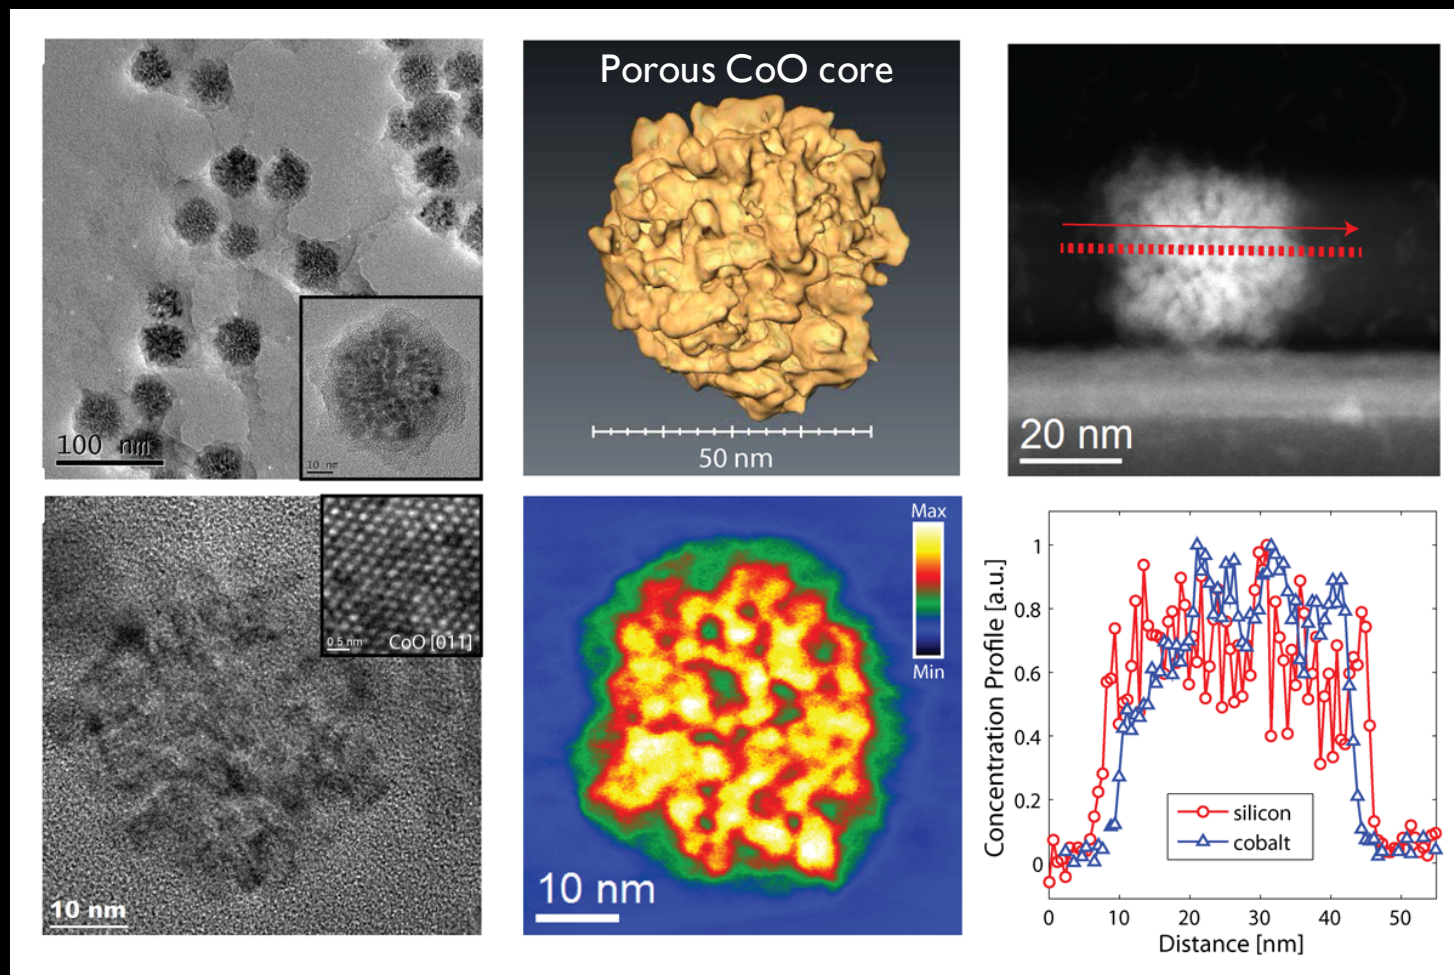 100 nm
10 nm
Porous CoO core
50 nm
20 nm
0.5 nm
CoO [011]
10 nm
Max
Min
10 nm
Concentration Profile [a.u.]
1
0.8
0.6
0.4
0.2
0
silicon
cobalt
0 10 20 30 40 50
Distance [nm]